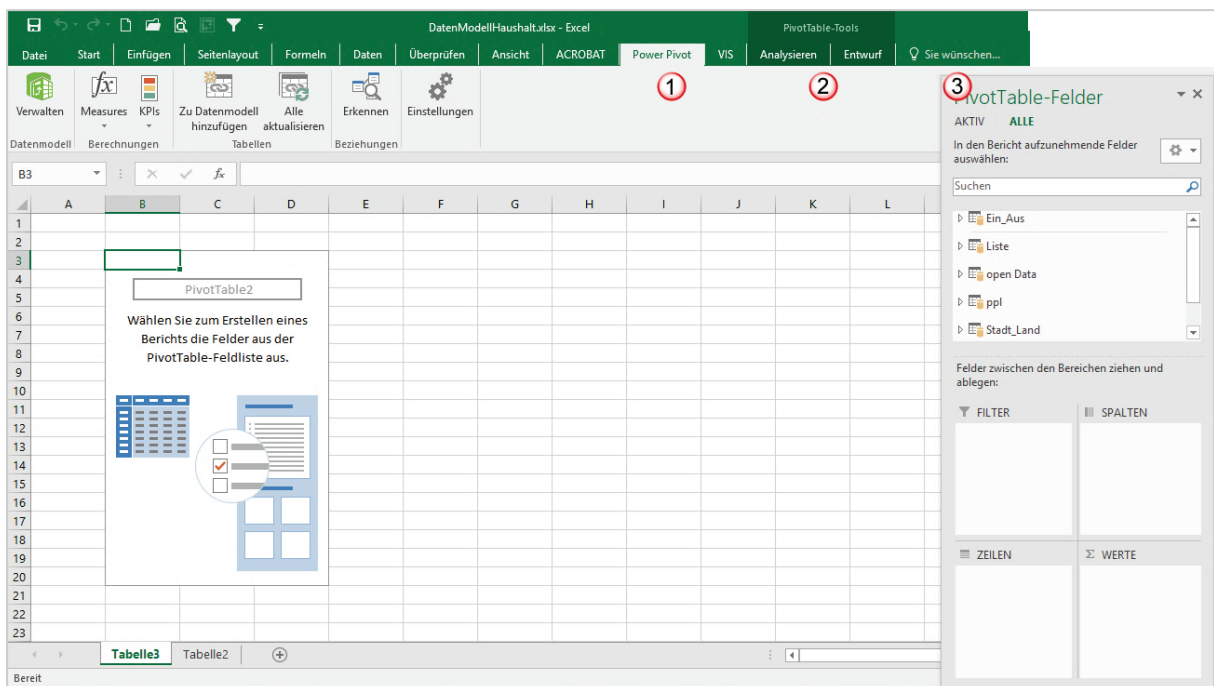 DatenModellHaushalt.xlsx - Excel
PivotTable-Tools
Datei Start Einfügen Seitenlayout Formeln Daten Überprüfen Ansicht ACROBAT Power Pivot VIS Analysieren Entwurf Sie wünschen...
1 2 3
Verwalten Measures KPIs Zu Datenmodell hinzufügen Alle aktualisieren Erkennen Einstellungen
Datenmodell Berechnungen Tabellen Beziehungen
B3 fx
A B C D E F G H I J K L
1
2
3
4
5
6
7
8
9
10
11
12
13
14
15
16
17
18
19
20
21
22
23
PivotTable2
Wählen Sie zum Erstellen eines
Berichts die Felder aus der
PivotTable-Feldliste aus.
Tabelle3 Tabelle2
Bereit
PivotTable-Felder
AKTIV ALLE
In den Bericht aufzunehmende Felder
auswählen:
Suchen
Ein_Aus
Liste
open Data
ppl
Stadt_Land
Felder zwischen den Bereichen ziehen und
ablegen:
FILTER SPALTEN
ZEILEN Σ WERTE